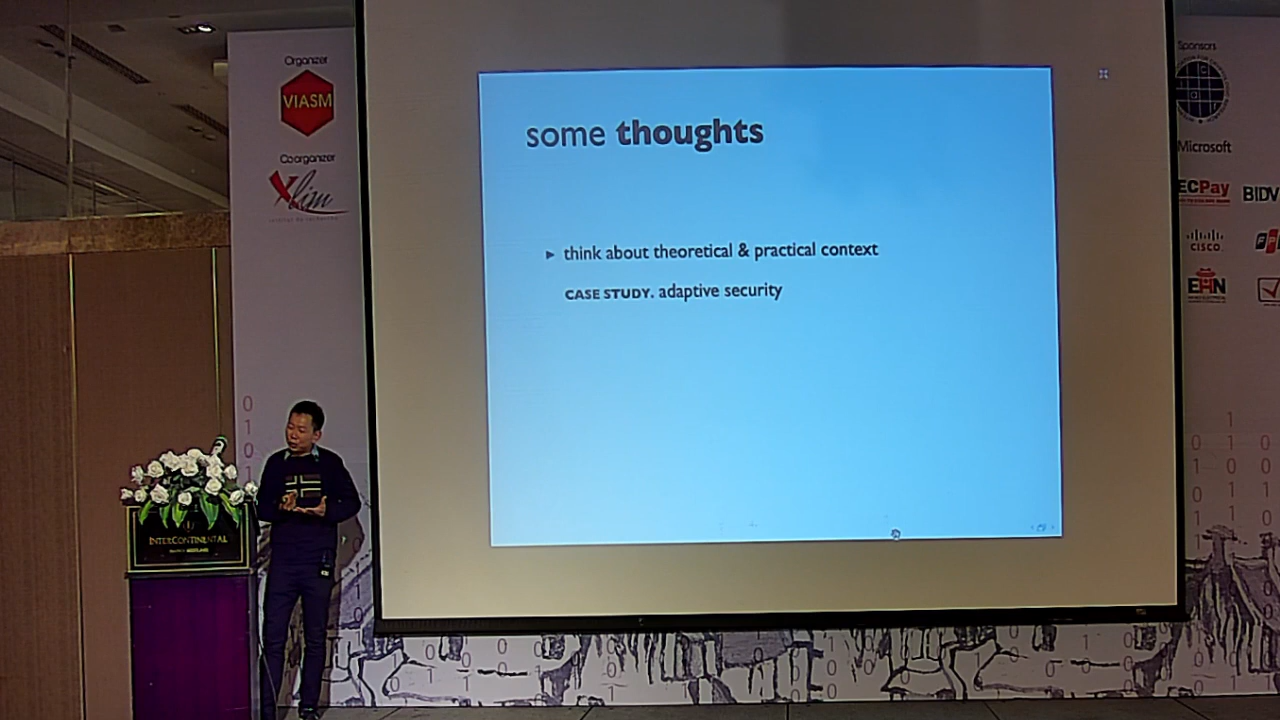 Organizer
VIASM
Coorganizer
Xlim
some thoughts
► think about theoretical & practical context
CASE STUDY. adaptive security
INTERCONTINENTAL
Sponsors
Microsoft
ECPay
BIDV
CISCO